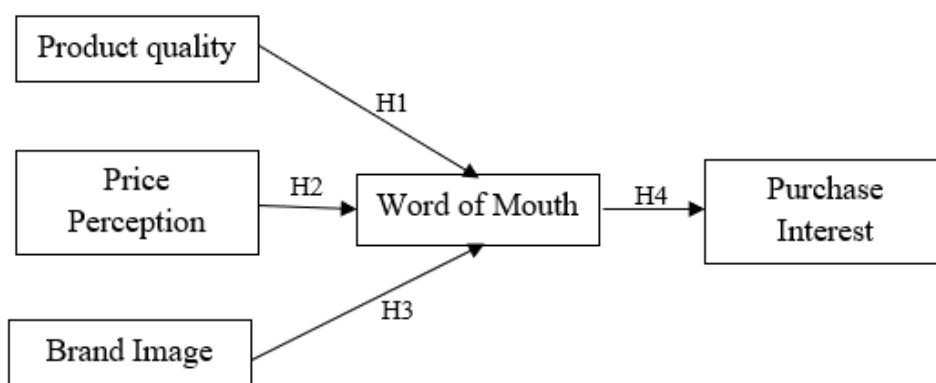 Product quality
H1
Price
Perception
H2
Word of Mouth
H4
Purchase
Interest
H3
Brand Image